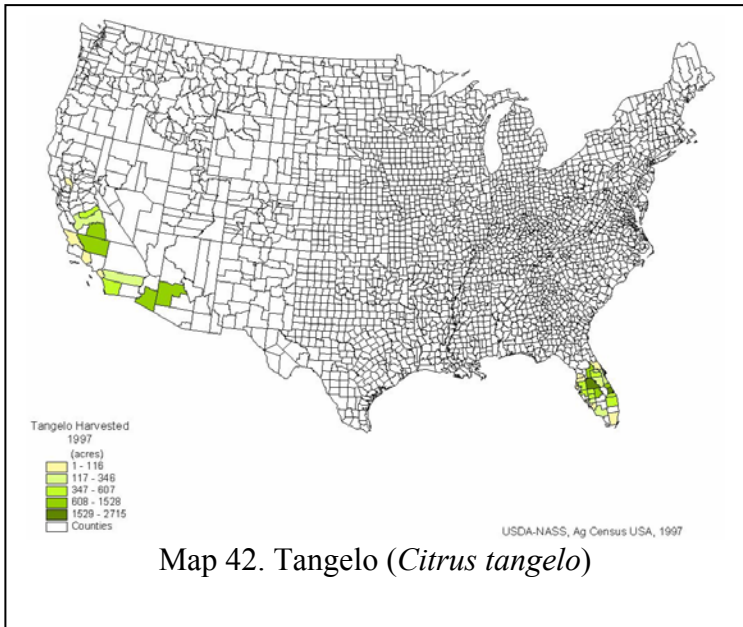 Tangelo Harvested
1997
(acres)
1 - 116
117 - 346
347 - 607
608 - 1528
1529 - 2715
Counties
USDA-NASS, Ag Census USA, 1997
Map 42. Tangelo (Citrus tangelo)